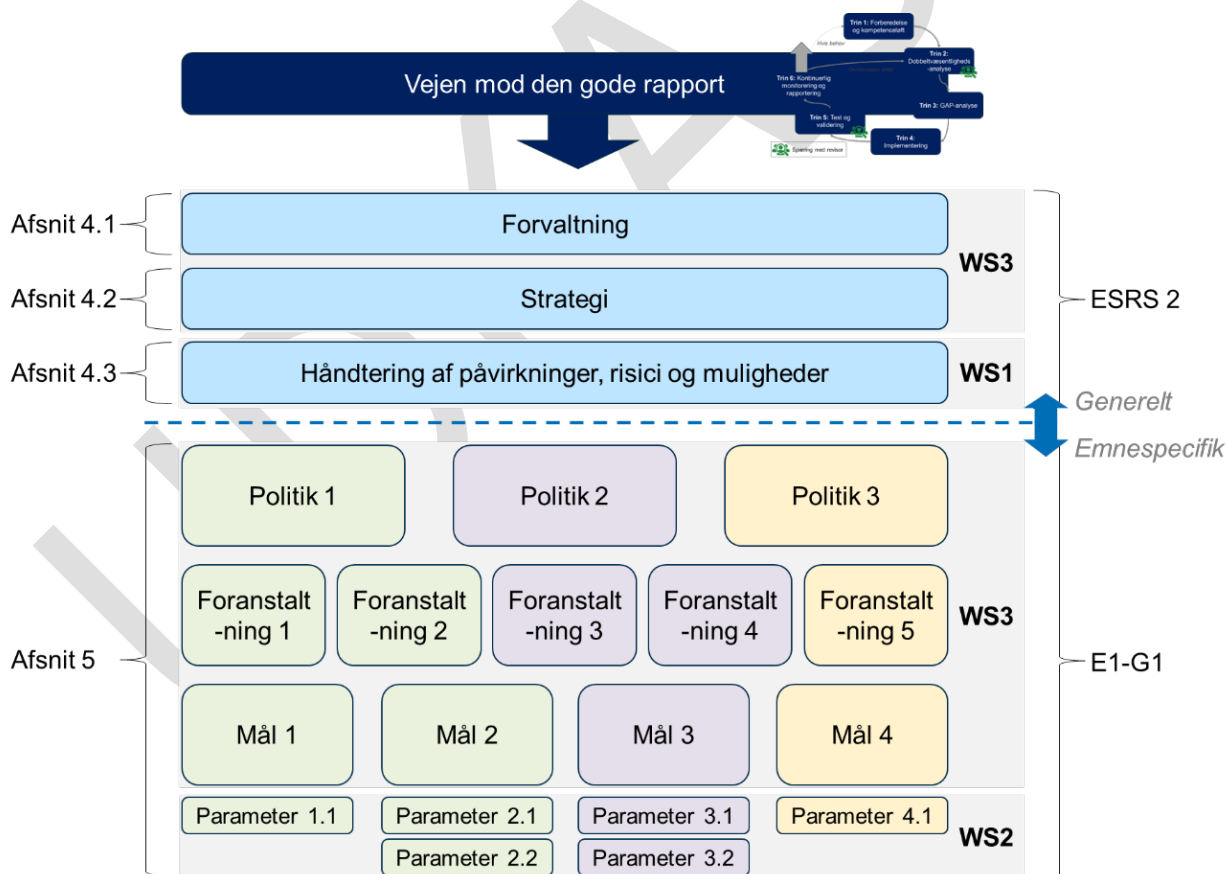 Vejen mod den gode rapport
Trin 1: Forberedelse
og kompetenceløft
Hvis behov
Trin 2:
Dobbeltvæsentligheds
-analyse
Trin 6: Kontinuerlig
monitorering og
rapportering
Trin 3: GAP-analyse
Trin 5: Test og
validering
Trin 4:
Implementering
Sparring med revisor
Afsnit 4.1
Forvaltning
WS3
Afsnit 4.2
Strategi
ESRS 2
Afsnit 4.3
Håndtering af påvirkninger, risici og muligheder
WS1
Generelt
Emnespecifik
Politik 1
Politik 2
Politik 3
Foranstalt
-ning 1
Foranstalt
-ning 2
Foranstalt
-ning 3
Foranstalt
-ning 4
Foranstalt
-ning 5
WS3
Afsnit 5
E1-G1
Mål 1
Mål 2
Mål 3
Mål 4
Parameter 1.1
Parameter 2.1
Parameter 3.1
Parameter 4.1
WS2
Parameter 2.2
Parameter 3.2